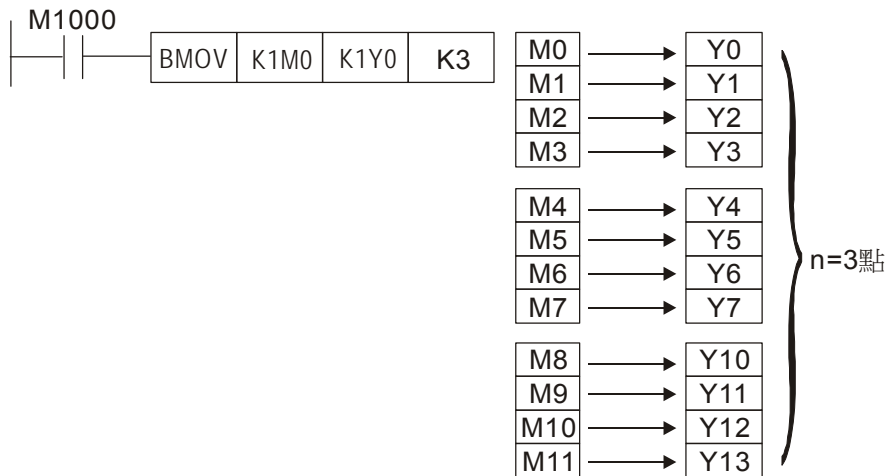 M1000
BMOV K1M0 K1Y0 K3
M0 Y0
M1 Y1
M2 Y2
M3 Y3
M4 Y4
M5 Y5
M6 Y6
M7 Y7
n=3點
M8 Y10
M9 Y11
M10 Y12
M11 Y13